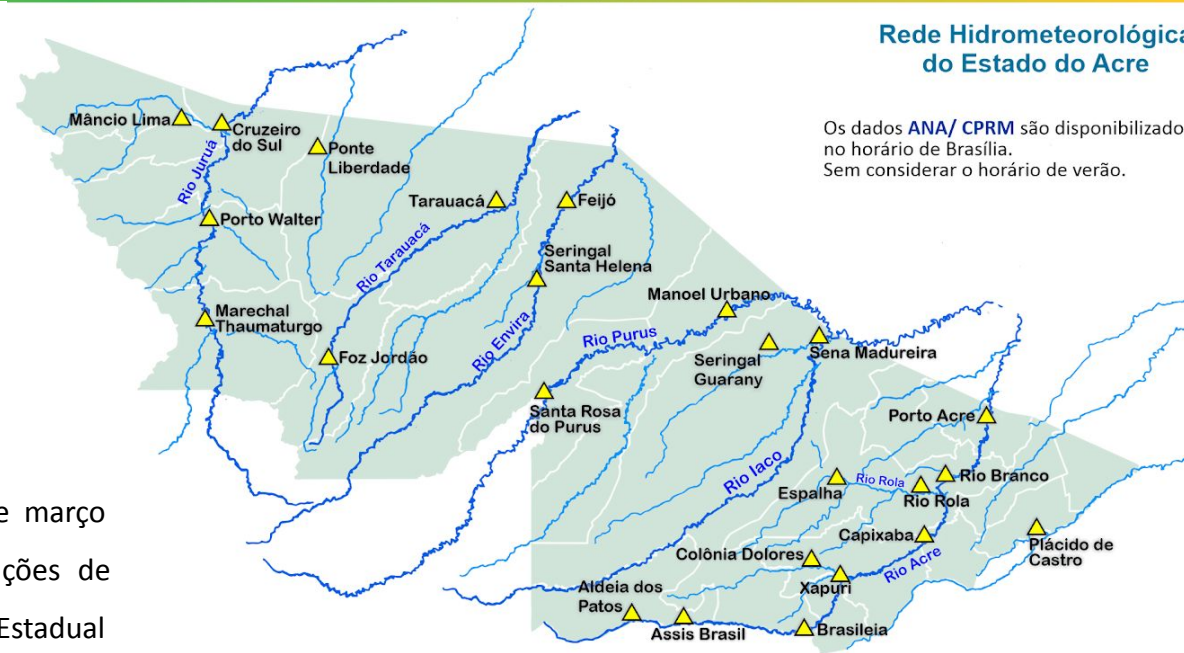 Rede Hidrometeorológica
do Estado do Acre
Os dados ANA/ CPRM são
no horário de Brasília.
Sem considerar o horário de verão.
Mâncio Lima
Cruzeiro
do Sul
Ponte
Liberdade
Rio Juruá
Porto Walter
Tarauacá
Feijó
Rio Tarauacá
Seringal
Santa Helena
Marechal
Thaumaturgo
Foz Jordão
Rio Envira
Manoel Urbano
Rio Purus
Seringal
Guarany
Sena Madureira
Santa Rosa
do Purus
Porto Acre
Rio Iaco
Espalha
Rio Rola
Rio Rola
Rio Branco
Capixaba
Plácido de
Castro
Colônia Dolores
Rio Acre
Xapuri
Aldeia dos
Patos
Assis Brasil
Brasileia
março
de
Estadual